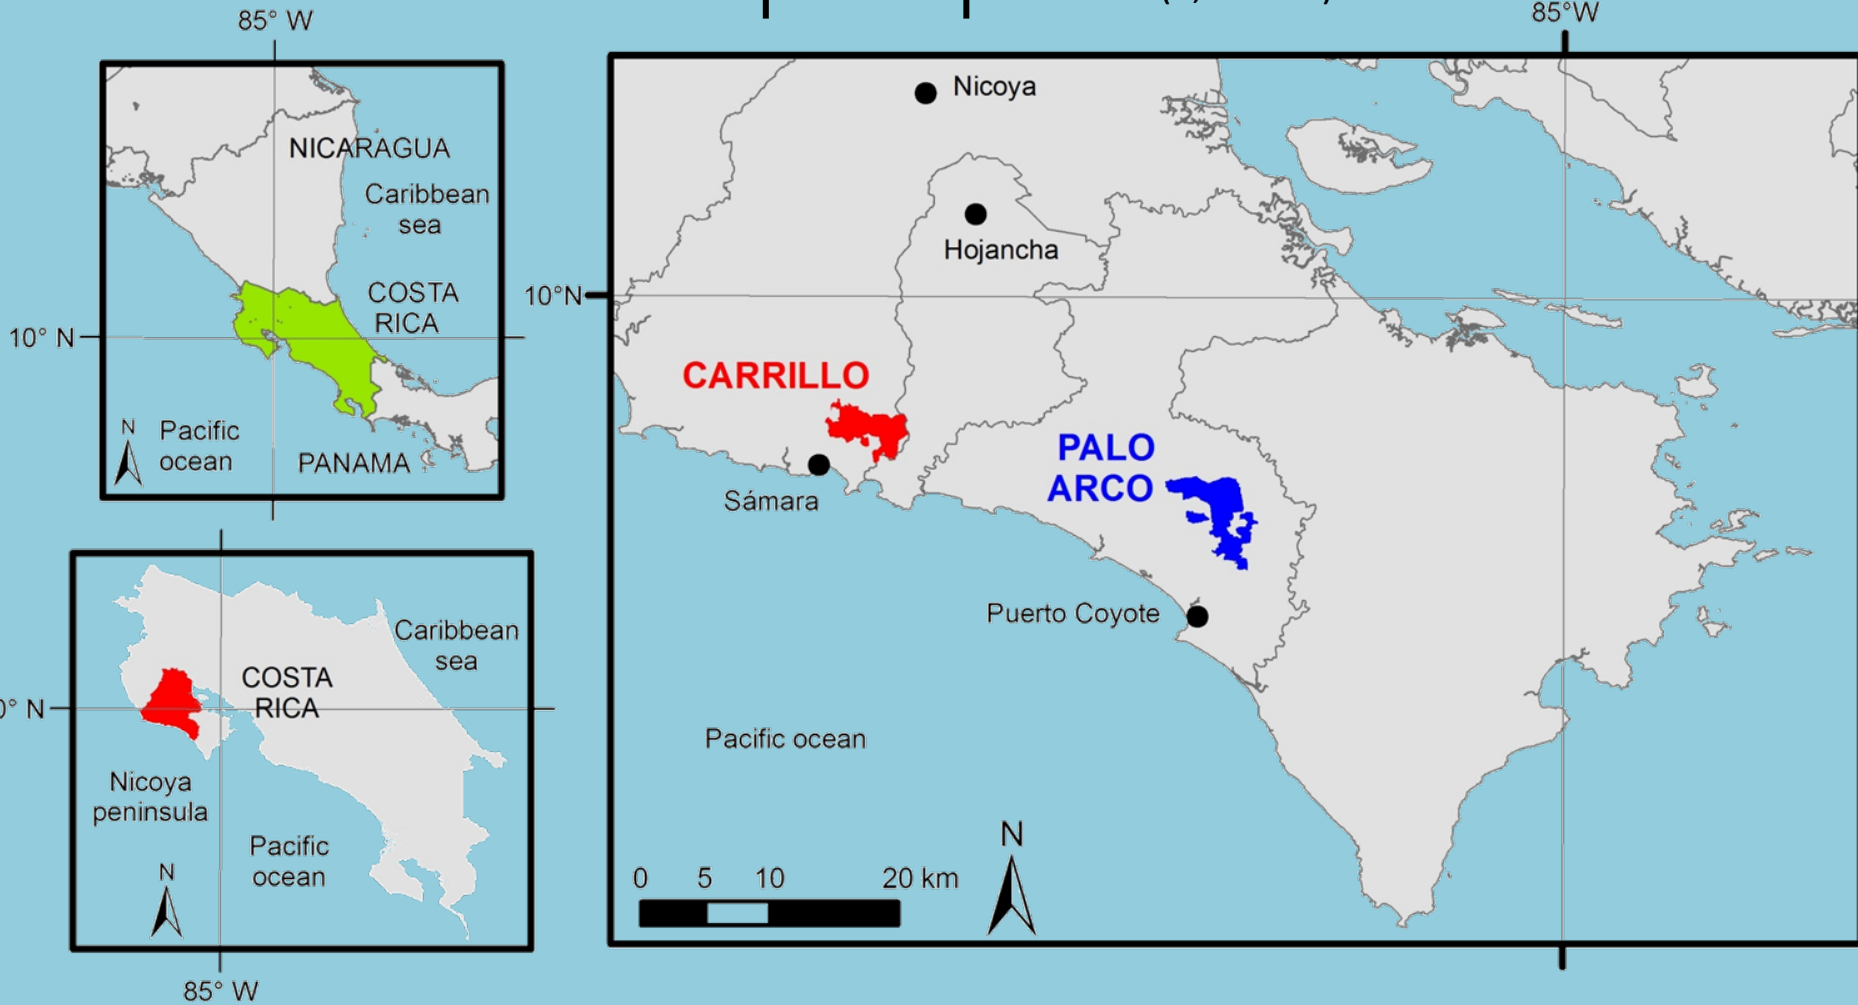 85° W
85°W
NICARAGUA
Caribbean
sea
COSTA
RICA
10° N
N
Pacific
ocean
PANAMA
Nicoya
Hojancha
10°N
CARRILLO
PALO
ARCO
Sámara
Puerto Coyote
Pacific ocean
N
0 5 10 20 km
Caribbean
sea
COSTA
RICA
0° N
Nicoya
peninsula
Pacific
ocean
N
85° W